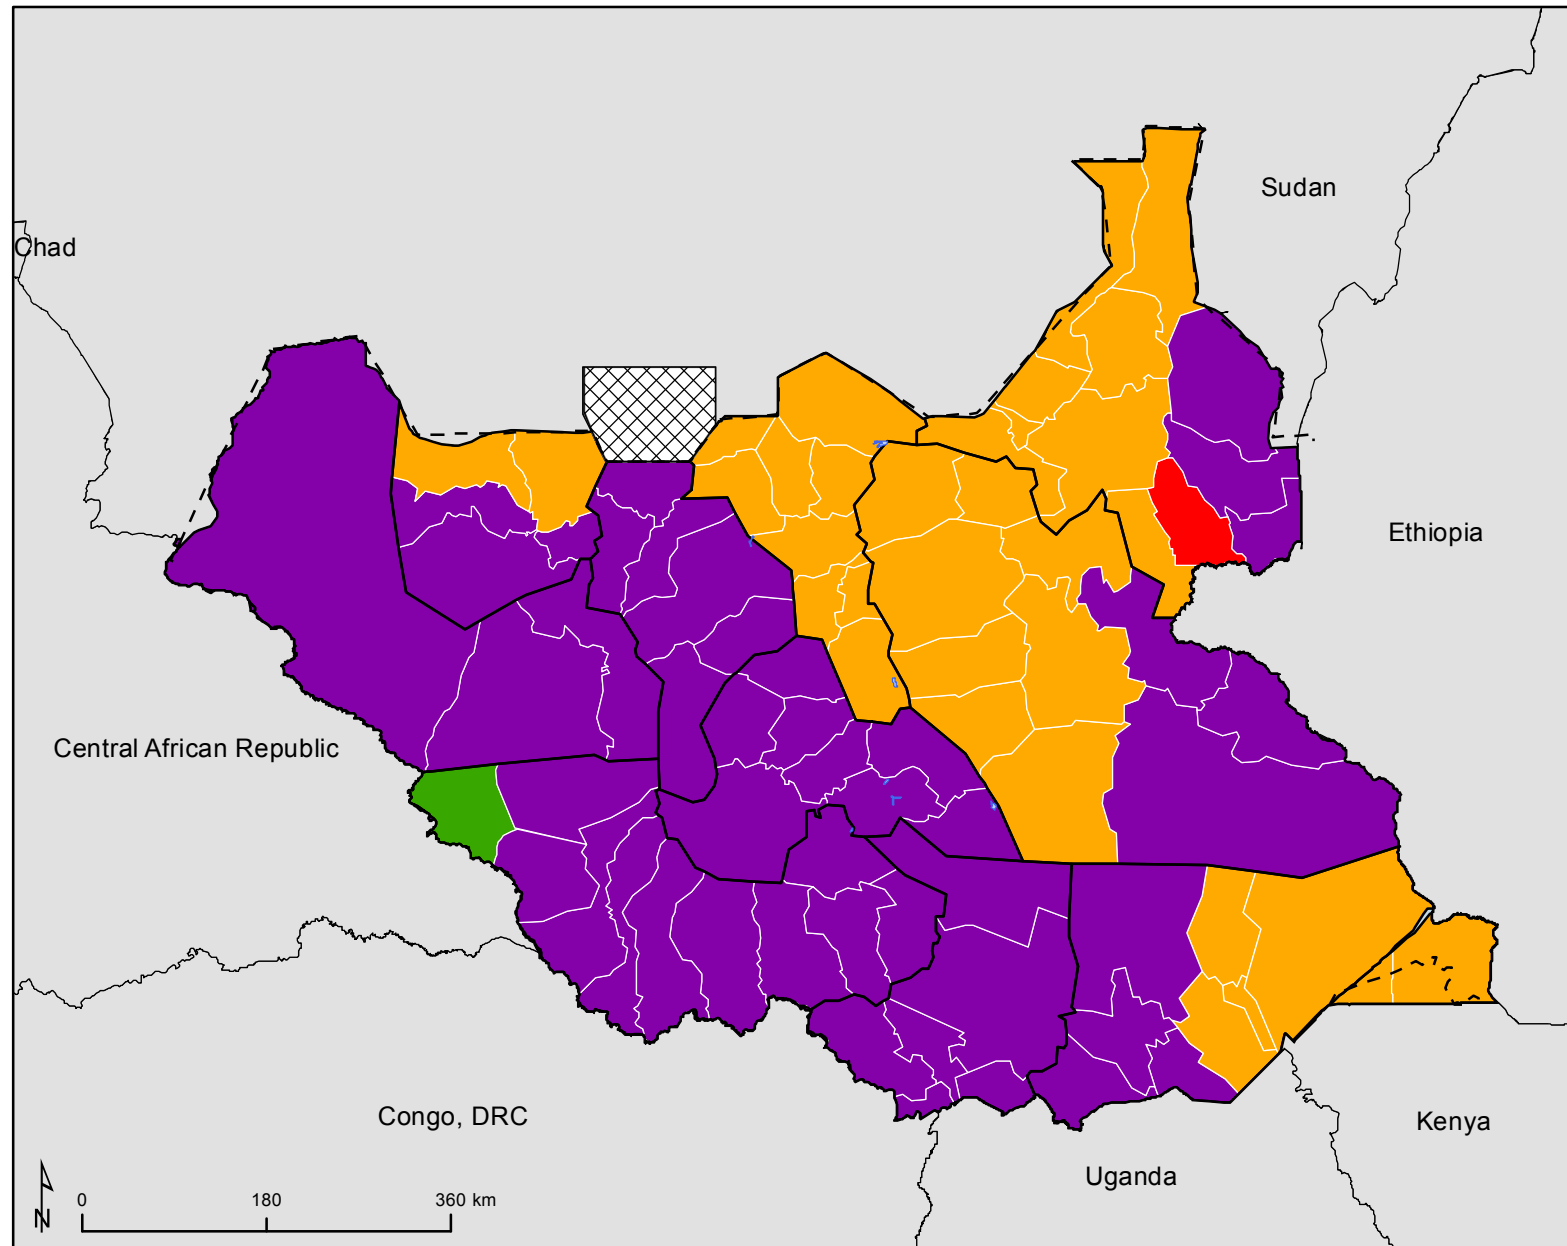 Sudan
Chad
Ethiopia
Central African Republic
Congo, DRC
Kenya
Uganda
N
0 180 360 km